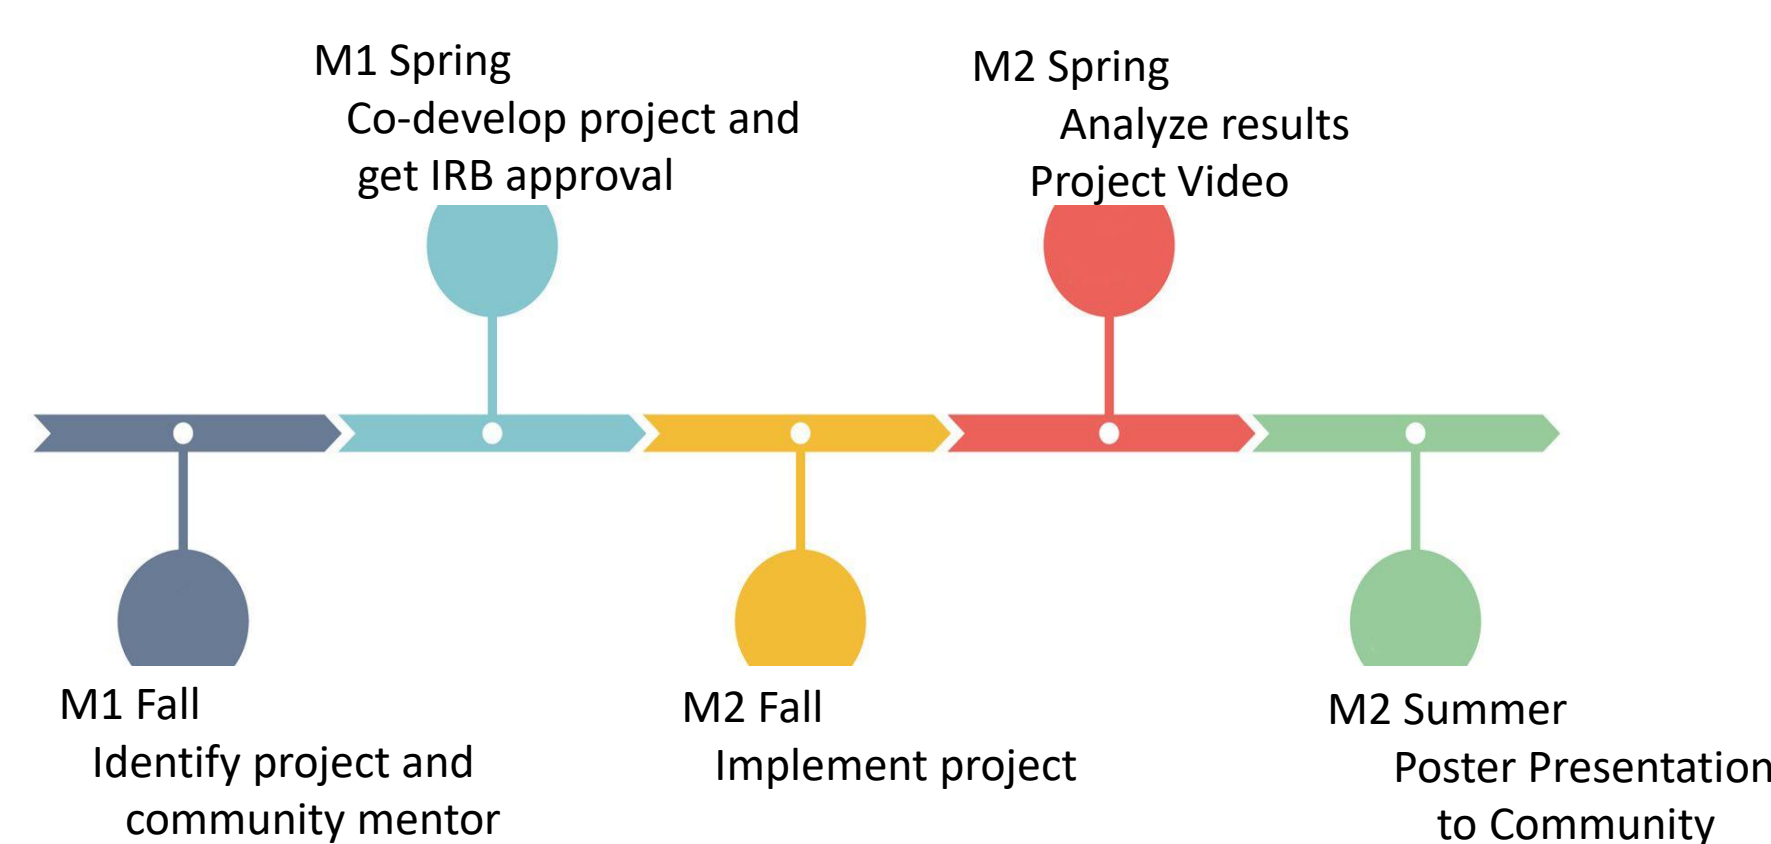 M1 Spring
Co-develop project and
get IRB approval
M2 Spring
Analyze results
Project Video
M1 Fall
Identify project and
community mentor
M2 Fall
Implement project
M2 Summer
Poster Presentation
to Community